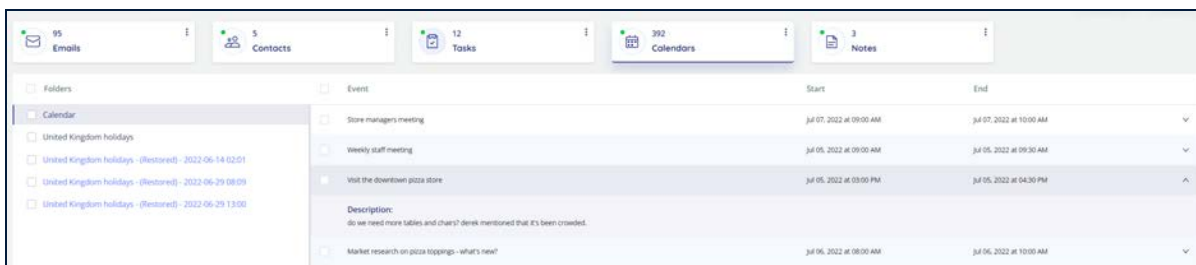 95
Emails
5
Contacts
12
Tasks
392
Calendars
3
Notes
Folders
Calendar
United Kingdom holidays
United Kingdom holidays - (Restored) - 2022-06-14 02:01
United Kingdom holidays - (Restored) - 2022-06-29 08:09
United Kingdom holidays - (Restored) - 2022-06-29 13:00
Event Start End
Store managers meeting Jul 07, 2022 at 09:00 AM Jul 07, 2022 at 10:00 AM
Weekly staff meeting Jul 05, 2022 at 09:00 AM Jul 05, 2022 at 09:30 AM
Visit the downtown pizza store Jul 05, 2022 at 03:00 PM Jul 05, 2022 at 04:30 PM
Description:
do we need more tables and chairs? derek mentioned that it's been crowded.
Market research on pizza toppings - what's new? Jul 06, 2022 at 08:00 AM Jul 06, 2022 at 10:00 AM